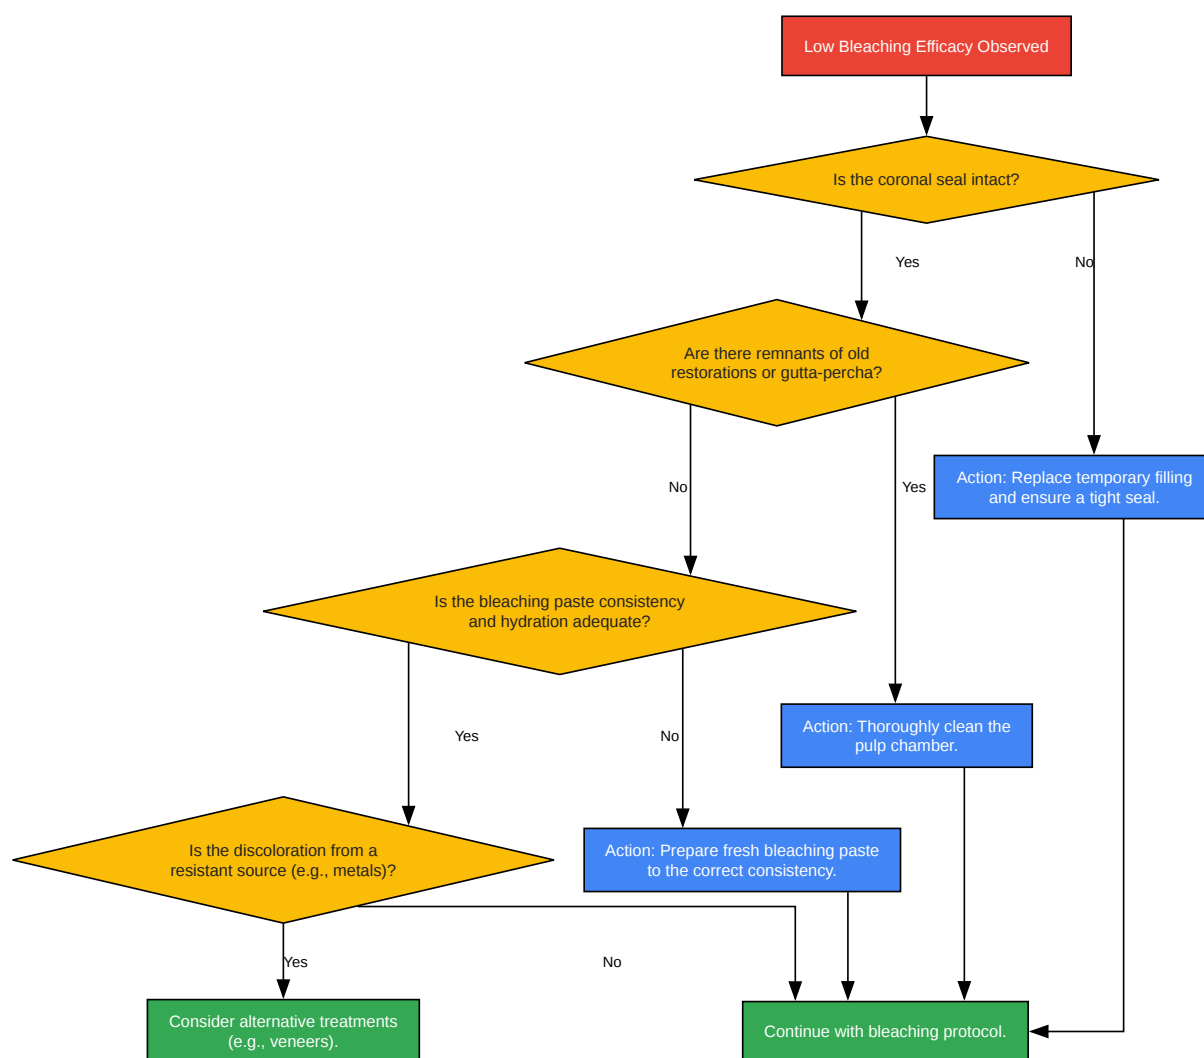 Low Bleaching Efficacy Observed
Is the coronal seal intact?
Yes
No
Are there remnants of old
restorations or gutta-percha?
Action: Replace temporary filling
and ensure a tight seal.
No
Yes
Is the bleaching paste consistency
and hydration adequate?
Action: Thoroughly clean the
pulp chamber.
Yes
No
Is the discoloration from a
resistant source (e.g., metals)?
Action: Prepare fresh bleaching paste
to the correct consistency.
Yes
No
Consider alternative treatments
(e.g., veneers).
Continue with bleaching protocol.